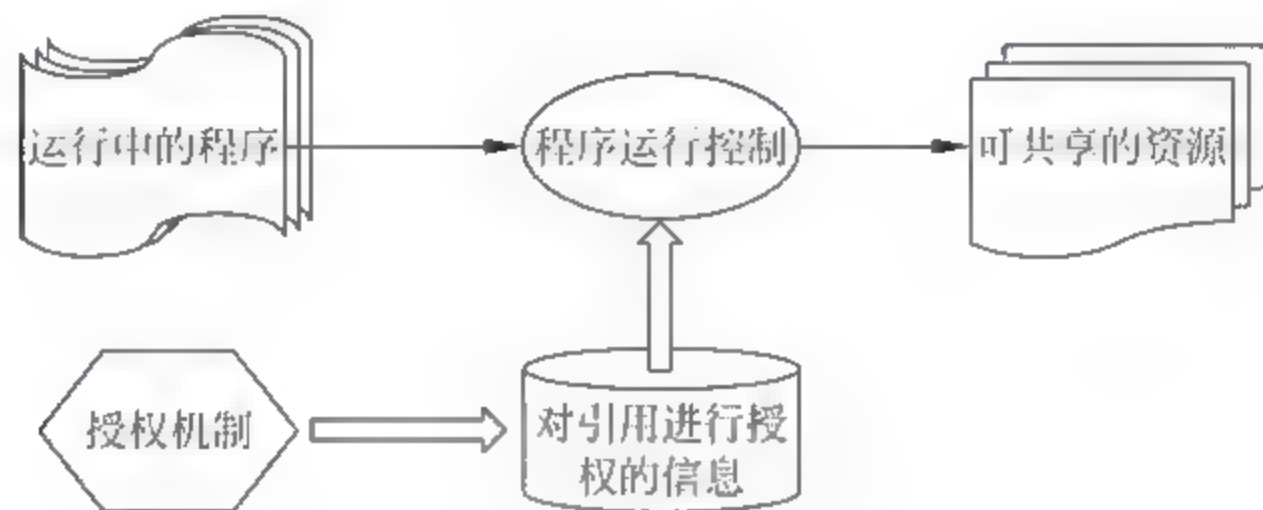 运行中的程序
程序运行控制
可共享的资源
授权机制
对引用进行授
权的信息